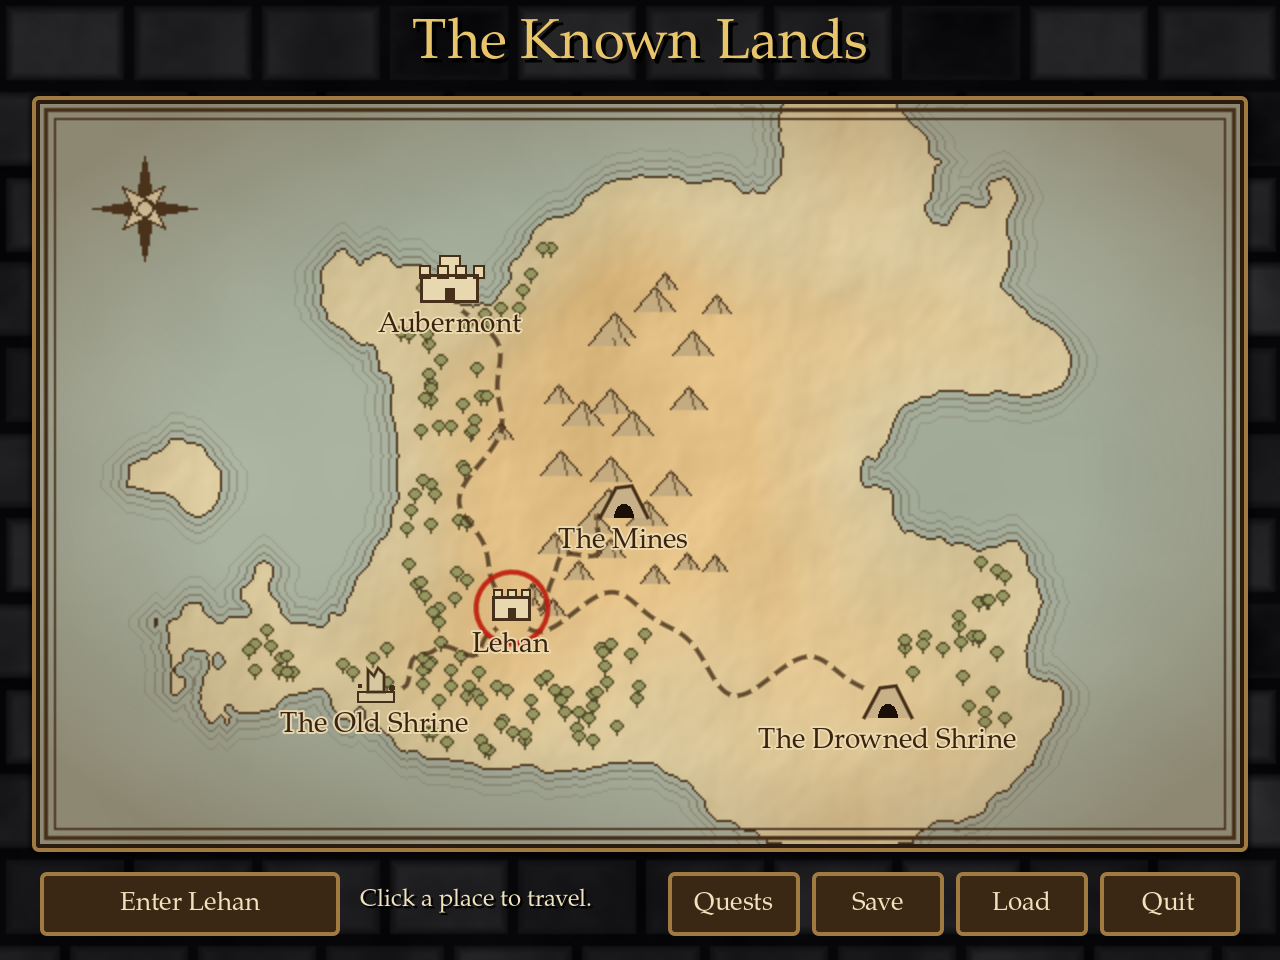 The Known Lands
Aubermont
The Mines
Lehan
The Old Shrine
The Drowned Shrine
Enter Lehan
Click a place to travel.
Quests
Save
Load
Quit